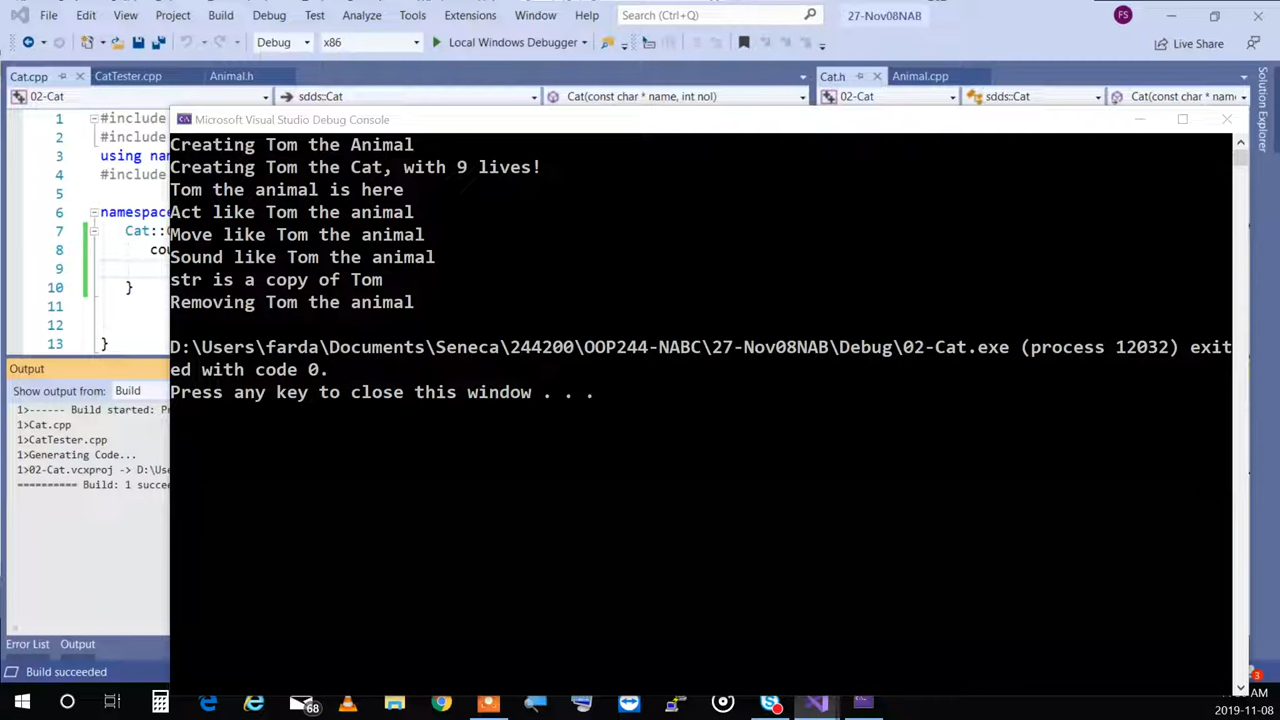 File Edit View Project Build Debug Test Analyze Tools Extensions Window Help Search (Ctrl+Q) 27-Nov08NAB FS
Debug x86 Local Windows Debugger Live Share
Cat.cpp CatTester.cpp Animal.h Cat.h Animal.cpp
02-Cat sdds::Cat Cat(const char * name, int nol) 02-Cat sdds::Cat Cat(const char * nam
Solution Explorer
1 #include
2 #include
3 using na
4 #include
5
6 namespace
7 Cat::
8 cou
9
10 }
11
12
13 }
Microsoft Visual Studio Debug Console
Creating Tom the Animal
Creating Tom the Cat, with 9 lives!
Tom the animal is here
Act like Tom the animal
Move like Tom the animal
Sound like Tom the animal
str is a copy of Tom
Removing Tom the animal
D:\Users\farda\Documents\Seneca\244200\OOP244-NABC\27-Nov08NAB\Debug\02-Cat.exe (process 12032) exit
ed with code 0.
Press any key to close this window . . .
Output
Show output from: Build
1>------ Build started: Pr
1>Cat.cpp
1>CatTester.cpp
1>Generating Code...
1>02-Cat.vcxproj -> D:\Use
========== Build: 1 succee
Error List Output
Build succeeded
68
3
2019-11-08